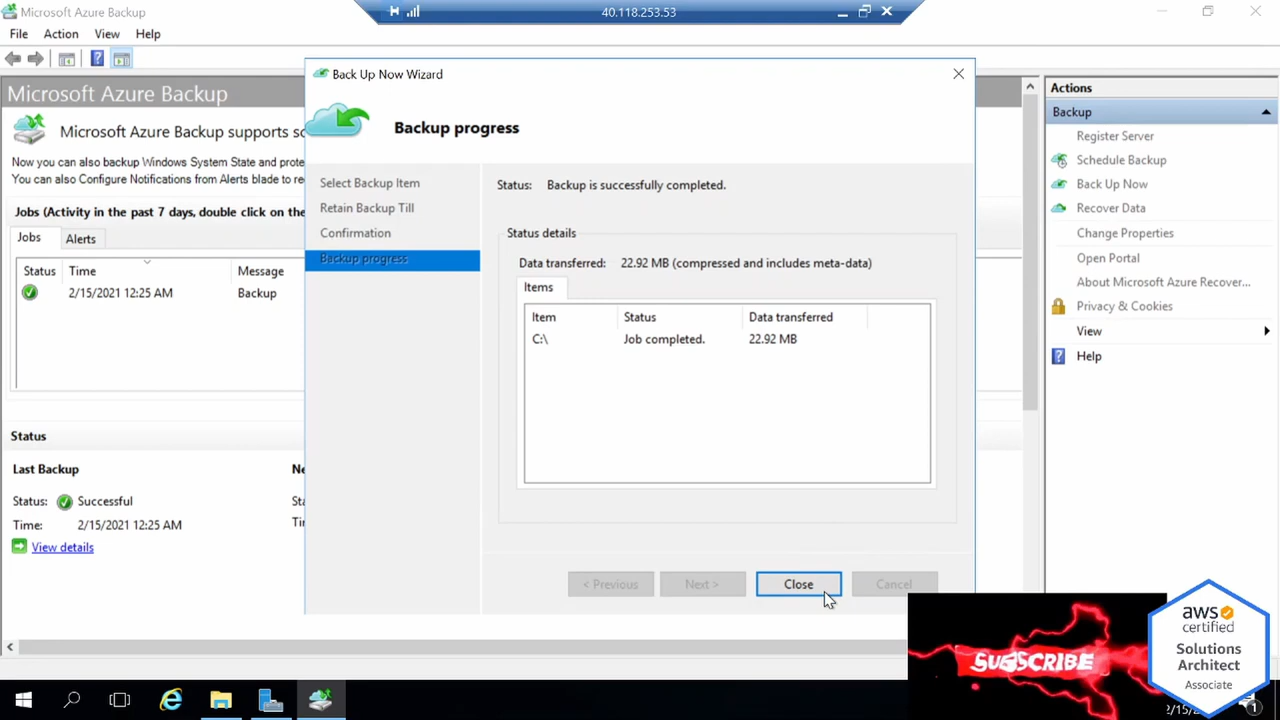 Microsoft Azure Backup
40.118.253.53
File Action View Help
Microsoft Azure Backup
Microsoft Azure Backup supports sc
Now you can also backup Windows System State and prote
You can also Configure Notifications from Alerts blade to re
Jobs (Activity in the past 7 days, double click on the
Jobs Alerts
Status Time Message
2/15/2021 12:25 AM Backup
Status
Last Backup
Ne
Status: Successful
Sta
Time: 2/15/2021 12:25 AM
Tir
View details
Back Up Now Wizard
Backup progress
Select Backup Item
Retain Backup Till
Confirmation
Backup progress
Status: Backup is successfully completed.
Status details
Data transferred: 22.92 MB (compressed and includes meta-data)
Items
Item Status Data transferred
C:\ Job completed. 22.92 MB
< Previous Next > Close Cancel
Actions
Backup
Register Server
Schedule Backup
Back Up Now
Recover Data
Change Properties
Open Portal
About Microsoft Azure Recover...
Privacy & Cookies
View
Help
SUBSCRIBE
aws
certified
Solutions
Architect
Associate
2/15/
1